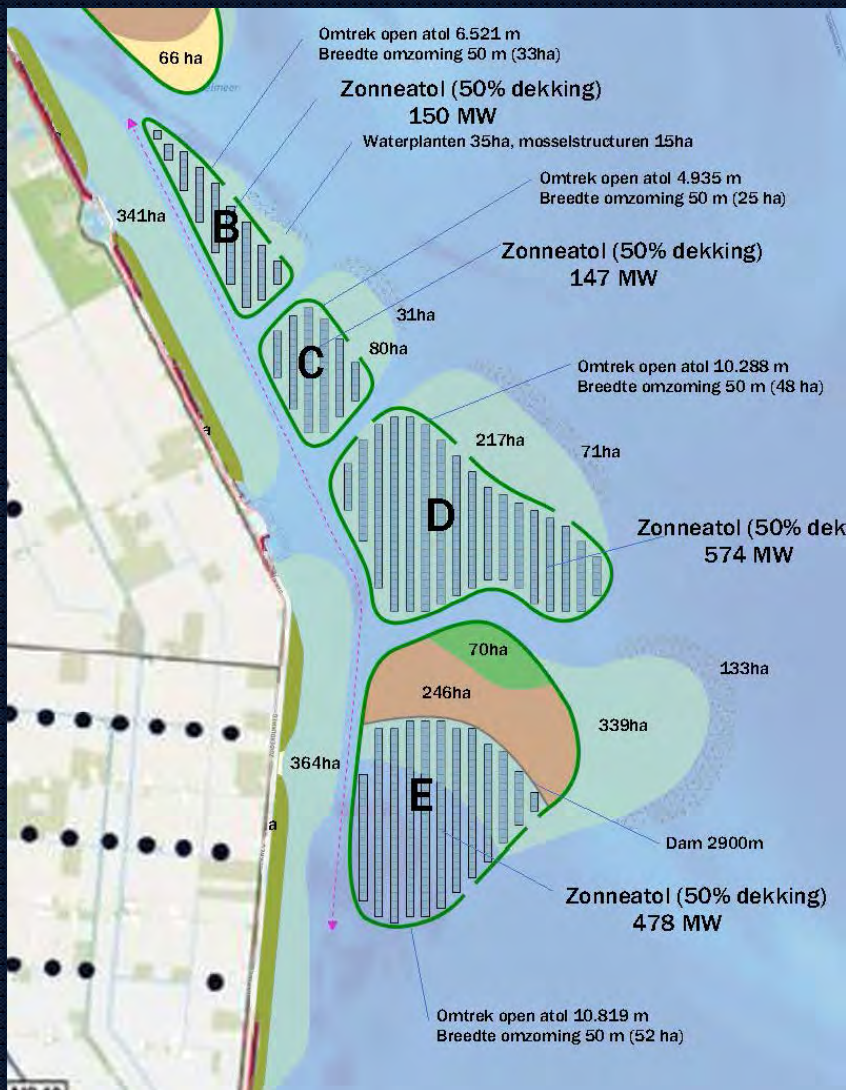 Omtrek open atol 6.521 m
Breedte omzoming 50 m (33ha)
66 ha
Zonneatol (50% dekking)
150 MW
Waterplanten 35ha, mosselstructuren 15ha
Omtrek open atol 4.935 m
Breedte omzoming 50 m (25 ha)
341ha
B
Zonneatol (50% dekking)
147 MW
31ha
C
80ha
Omtrek open atol 10.288 m
Breedte omzoming 50 m (48 ha)
a
217ha
71ha
D
Zonneatol (50% dek
574 MW
70ha
133ha
246ha
339ha
364ha
E
a
Dam 2900m
Zonneatol (50% dekking)
478 MW
Omtrek open atol 10.819 m
Breedte omzoming 50 m (52 ha)